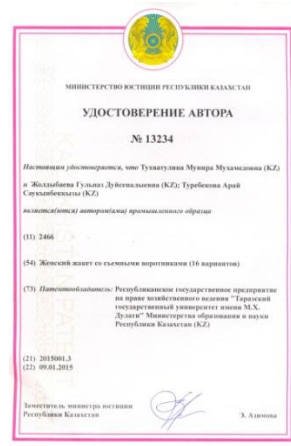 МИНИСТЕРСТВО ЮСТИЦИИ РЕСПУБЛИКИ КАЗАХСТАН
УДОСТОВЕРЕНИЕ АВТОРА
№ 13234
Настоящим удостоверяется, что Тухватулина Мунира Мухамедовна (KZ)
и Жолдыбаева Гульназ Дуйсенальевна (KZ); Туребекова Арай
Саукынбеккызы (KZ)
является(ются) автором(ами) промышленного образца
(11) 2466
(54) Женский жакет со съемными воротниками (16 вариантов)
(73) Патентообладатель: Республиканское государственное предприятие
на праве хозяйственного ведения "Таразский
государственный университет имени М.Х.
Дулати" Министерства образования и науки
Республики Казахстан (KZ)
(21) 2015001.3
(22) 09.01.2015
Заместитель министра юстиции
Республики Казахстан
Э. Азимова